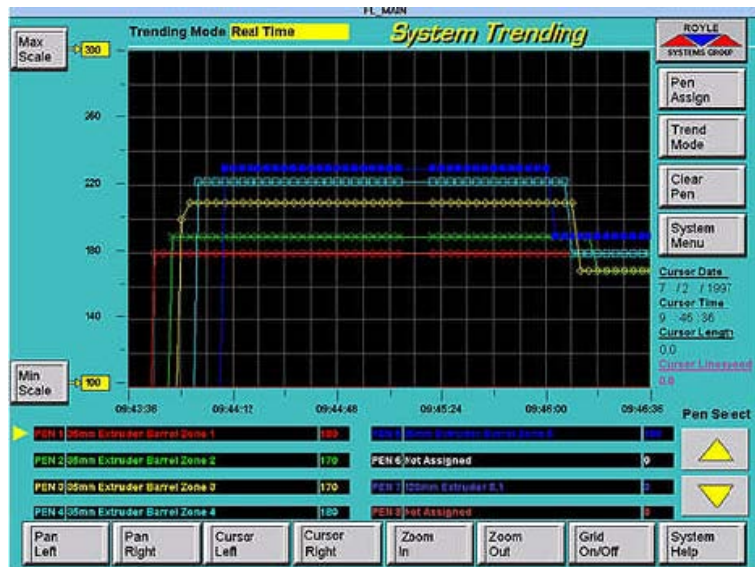 FL_MAIN
Max Scale
300
Trending Mode Real Time
System Trending
ROYLE
SYSTEMS GROUP
260
220
180
140
Min Scale
100
09:43:36 09:44:12 09:44:48 09:45:24 09:46:00 09:46:36
Pen Assign
Trend Mode
Clear Pen
System Menu
Cursor Date
7 / 2 / 1997
Cursor Time
9 :46 :36
Cursor Length
0.0
Cursor Linespeed
0.0
Pen Select
PEN 1 35mm Extruder Barrel Zone 1 180
PEN 2 35mm Extruder Barrel Zone 2 170
PEN 3 35mm Extruder Barrel Zone 3 170
PEN 4 35mm Extruder Barrel Zone 4 180
PEN 6 Not Assigned 0
PEN 7 120mm Extruder
PEN 8 Not Assigned
Pan Left
Pan Right
Cursor Left
Cursor Right
Zoom In
Zoom Out
Grid On/Off
System Help